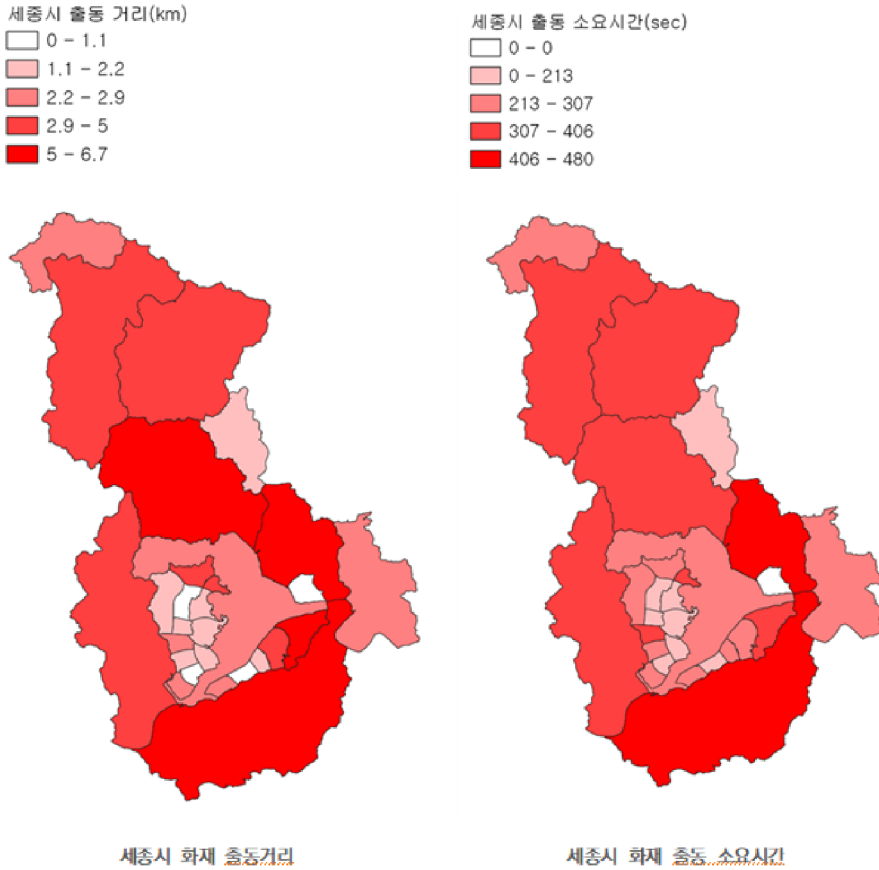 세종시 출동 거리(km)
0 - 1.1
1.1 - 2.2
2.2 - 2.9
2.9 - 5
5 - 6.7
세종시 출동 소요시간(sec)
0 - 0
0 - 213
213 - 307
307 - 406
406 - 480
세종시 화재 출동거리
세종시 화재 출동 소요시간